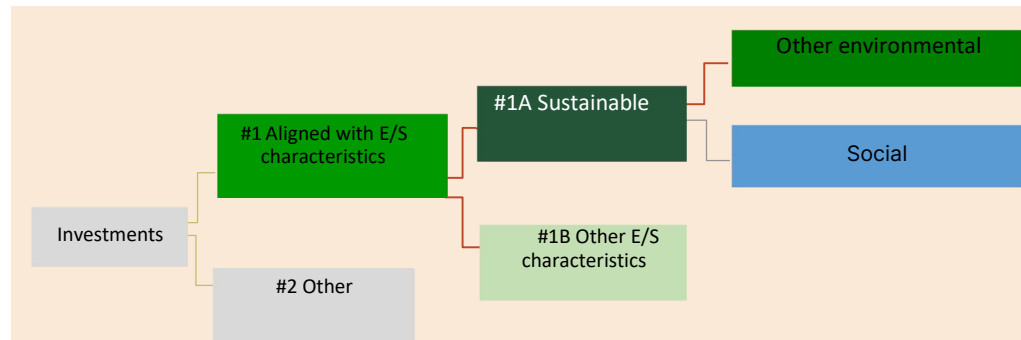 Other environmental
#1A Sustainable
#1 Aligned with E/S
characteristics
Social
Investments
#1B Other E/S
characteristics
#2 Other